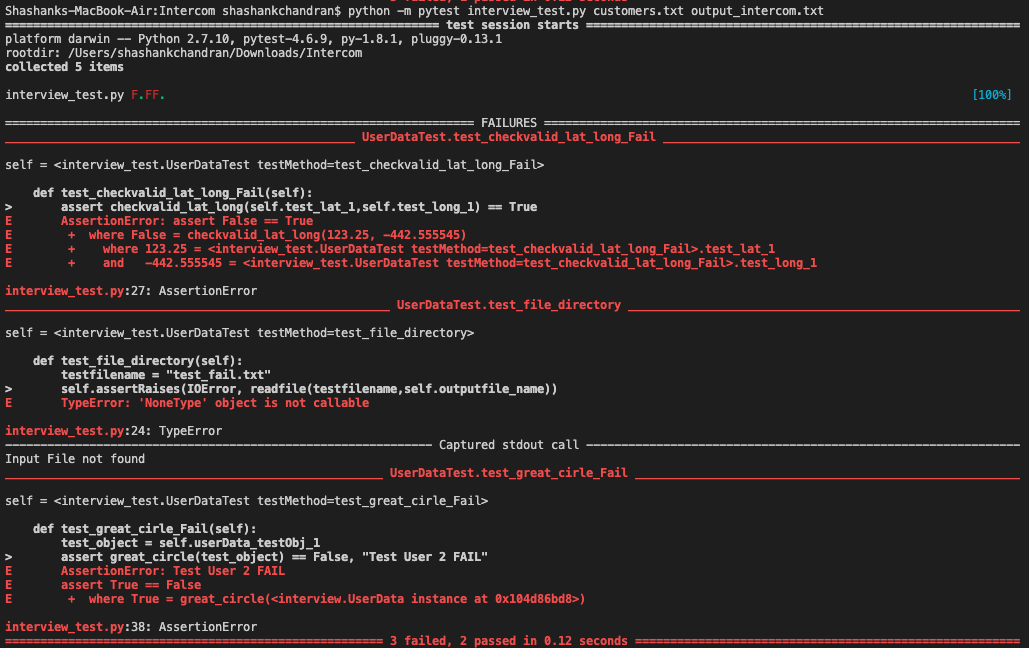 Shashanks-MacBook-Air:Intercom shashankchandran$ python -m pytest interview_test.py customers.txt output_intercom.txt
test session starts
platform darwin -- Python 2.7.10, pytest-4.6.9, py-1.8.1, pluggy-0.13.1
rootdir: /Users/shashankchandran/Downloads/Intercom
collected 5 items
interview_test.py F.FF. [100%]
FAILURES
UserDataTest.test_checkvalid_lat_long_Fail
self = <interview_test.UserDataTest testMethod=test_checkvalid_lat_long_Fail>
def test_checkvalid_lat_long_Fail(self):
> assert checkvalid_lat_long(self.test_lat_1,self.test_long_1) == True
E AssertionError: assert False == True
E + where False = checkvalid_lat_long(123.25, -442.555545)
E + where 123.25 = <interview_test.UserDataTest testMethod=test_checkvalid_lat_long_Fail>.test_lat_1
E + and -442.555545 = <interview_test.UserDataTest testMethod=test_checkvalid_lat_long_Fail>.test_long_1
interview_test.py:27: AssertionError
UserDataTest.test_file_directory
self = <interview_test.UserDataTest testMethod=test_file_directory>
def test_file_directory(self):
testfilename = "test_fail.txt"
> self.assertRaises(IOError, readfile(testfilename,self.outputfile_name))
E TypeError: 'NoneType' object is not callable
interview_test.py:24: TypeError
Captured stdout call
Input File not found
UserDataTest.test_great_cirle_Fail
self = <interview_test.UserDataTest testMethod=test_great_cirle_Fail>
def test_great_cirle_Fail(self):
test_object = self.userData_testObj_1
> assert great_circle(test_object) == False, "Test User 2 FAIL"
E AssertionError: Test User 2 FAIL
E assert True == False
E + where True = great_circle(<interview.UserData instance at 0x104d86bd8>)
interview_test.py:38: AssertionError
3 failed, 2 passed in 0.12 seconds